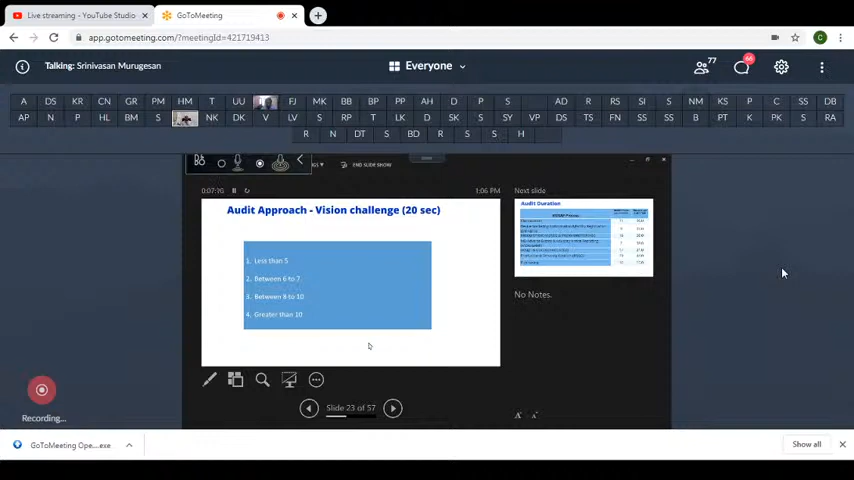 Live streaming - YouTube Studio
GoToMeeting
app.gotomeeting.com/?meetingId=421719413
C
Talking: Srinivasan Murugesan
Everyone
77
66
A DS KR CN GR PM HM T UU FJ MK BB BP PP AH D P S AD R RS SI S NM KS P C SS DB
AP N P HL BM S NK DK V LV S RP T LK D SK S SY VP DS TS FN SS B PT K PK S RA
R N DT S BD R S S H
END SLIDE SHOW
0:07:10
1:06 PM
Next slide
Audit Approach - Vision challenge (20 sec)
1. Less than 5
2. Between 6 to 7
3. Between 8 to 10
4. Greater than 10
Audit Duration
No Notes.
Slide 23 of 57
A A
Recording...
GoToMeeting Ope....exe
Show all